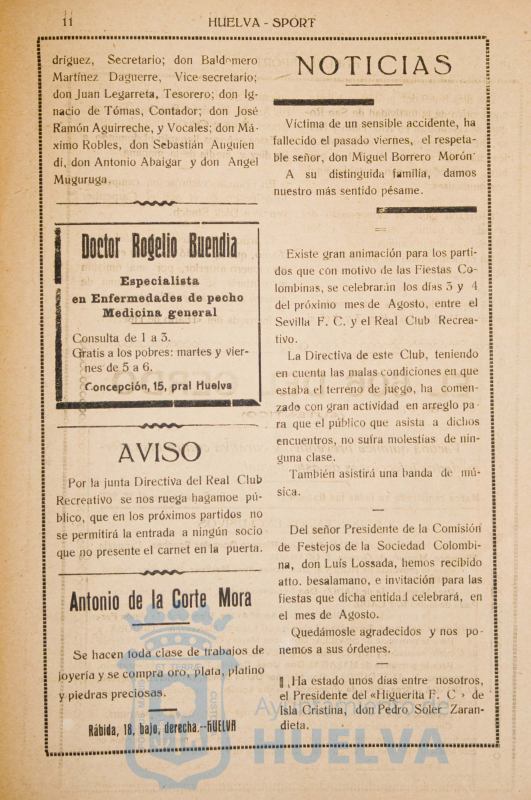 11
HUELVA - SPORT
dríguez, Secretario; don Baldomero
Martínez Daguerre, Vice-secretario;
don Juan Legarreta, Tesorero; don Ig-
nacio de Tómas, Contador; don José
Ramón Aguirreche, y Vocales; don Má-
ximo Robles, don Sebastián Auguien
di, don Antonio Abaigar y don Angel
Muguruga.
Doctor Rogelio Buendia
Especialista
en Enfermedades de pecho
Medicina general
Consulta de 1 a 3.
Gratis a los pobres: martes y vier-
nes de 5 a 6.
Concepción, 15, pral Huelva
AVISO
Por la junta Directiva del Real Club
Recreativo se nos ruega hagamoe pú-
blico, que en los próximos partidos no
se permitirá la entrada a ningún socio
que no presente el carnet en la puerta.
Antonio de la Corte Mora
Se hacen toda clase de trabajos de
joyería y se compra oro, plata, platino
y piedras preciosas.
Rábida, 18, bajo, derecha.--HUELVA
NOTICIAS
Víctima de un sensible accidente, ha
fallecido el pasado viernes, el respeta-
ble señor, don Miguel Borrero Morón
A su distinguida familia, damos
nuestro más sentido pésame.
Existe gran animación para los parti-
dos que con motivo de las Fiestas Co-
lombinas, se celebrarán los días 3 y 4
del próximo mes de Agosto, entre el
Sevilla F. C. y el Real Club Recrea-
tivo.
La Directiva de este Club, teniendo
en cuenta las malas condiciones en que
estaba el terreno de juego, ha comen-
zado con gran actividad en arreglo pa-
ra que el público que asista a dichos
encuentros, no sufra molestias de nin-
guna clase.
También asistirá una banda de mú-
sica.
Del señor Presidente de la Comisión
de Festejos de la Sociedad Colombi-
na, don Luís Lossada, hemos recibido
atto. besalamano, e invitación para las
fiestas que dicha entidad celebrará, en
el mes de Agosto.
Quedámosle agradecidos y nos po-
nemos a sus órdenes.
Ha estado unos días entre nosotros,
el Presidente del «Higuerita F. C» de
Isla Cristina, don Pedro Soler Zaran-
dieta.
Ayuntamiento de
HUELVA